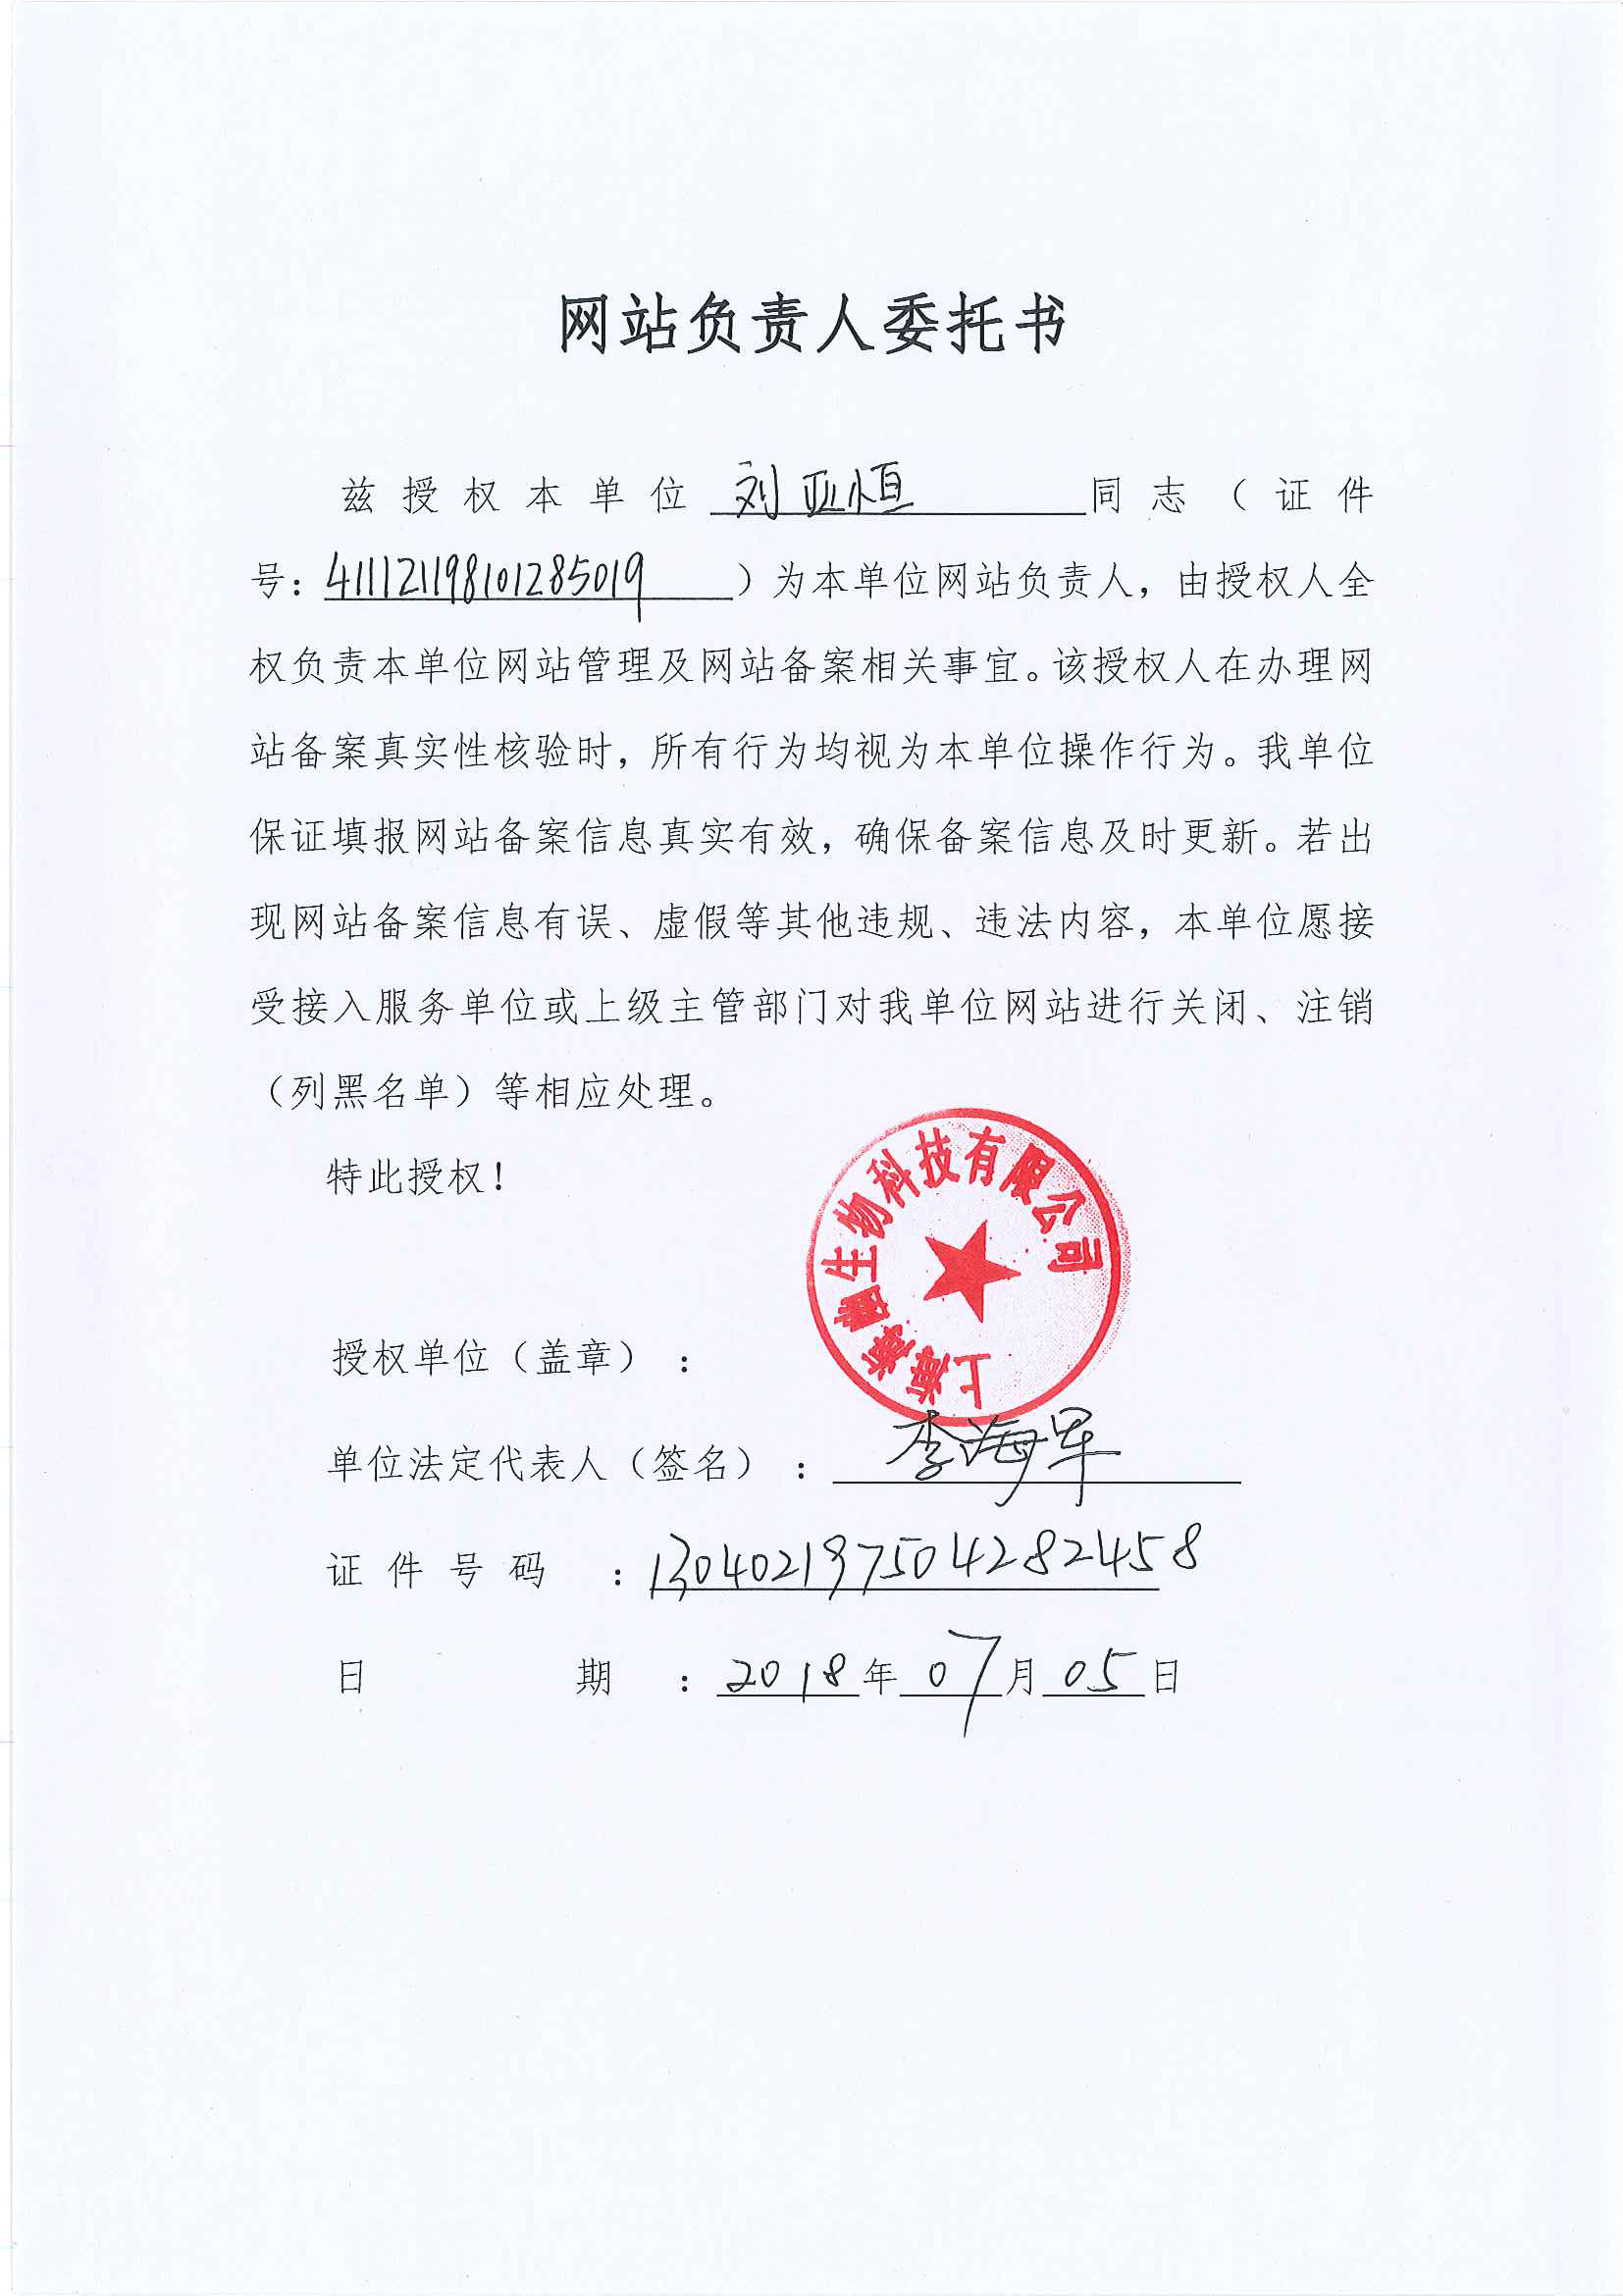 网站负责人委托书
兹授权本单位刘亚恒同志（证件
号：411121198101285019）为本单位网站负责人，由授权人全
权负责本单位网站管理及网站备案相关事宜。该授权人在办理网
站备案真实性核验时，所有行为均视为本单位操作行为。我单位
保证填报网站备案信息真实有效，确保备案信息及时更新。若出
现网站备案信息有误、虚假等其他违规、违法内容，本单位愿接
受接入服务单位或上级主管部门对我单位网站进行关闭、注销
（列黑名单）等相应处理。
特此授权！
上海 生物科技有限公司
授权单位（盖章）：
单位法定代表人（签名）：李海军
证件号码：130402197504282458
日期：2018年07月05日